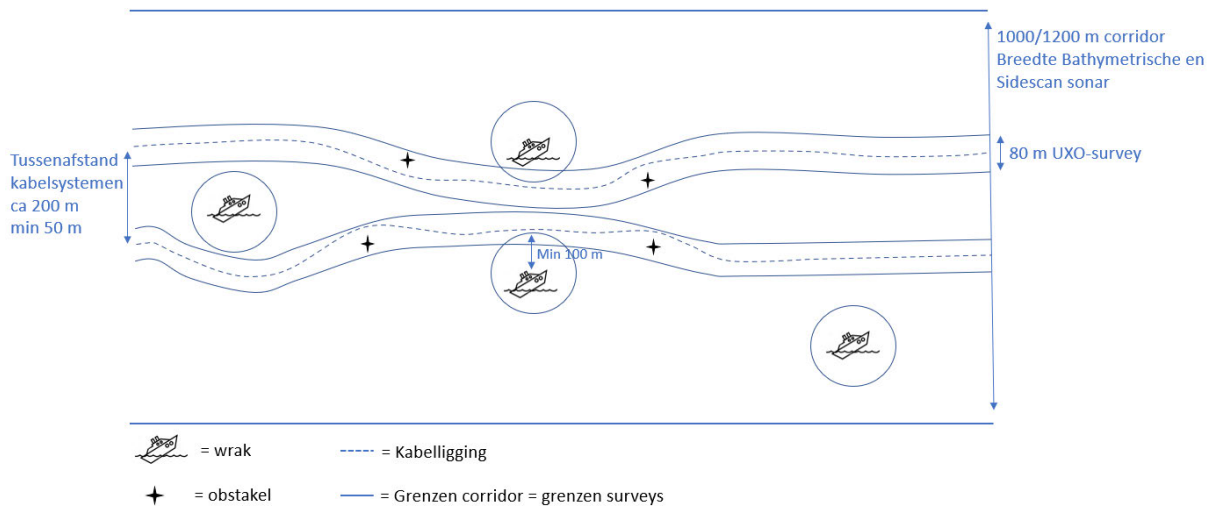 1000/1200 m corridor
Breedte Bathymetrische en
Sidescan sonar
80 m UXO-survey
Tussenafstand
kabelsystemen
ca 200 m
min 50 m
Min 100 m
= wrak
= Kabelligging
= obstakel
= Grenzen corridor = grenzen surveys